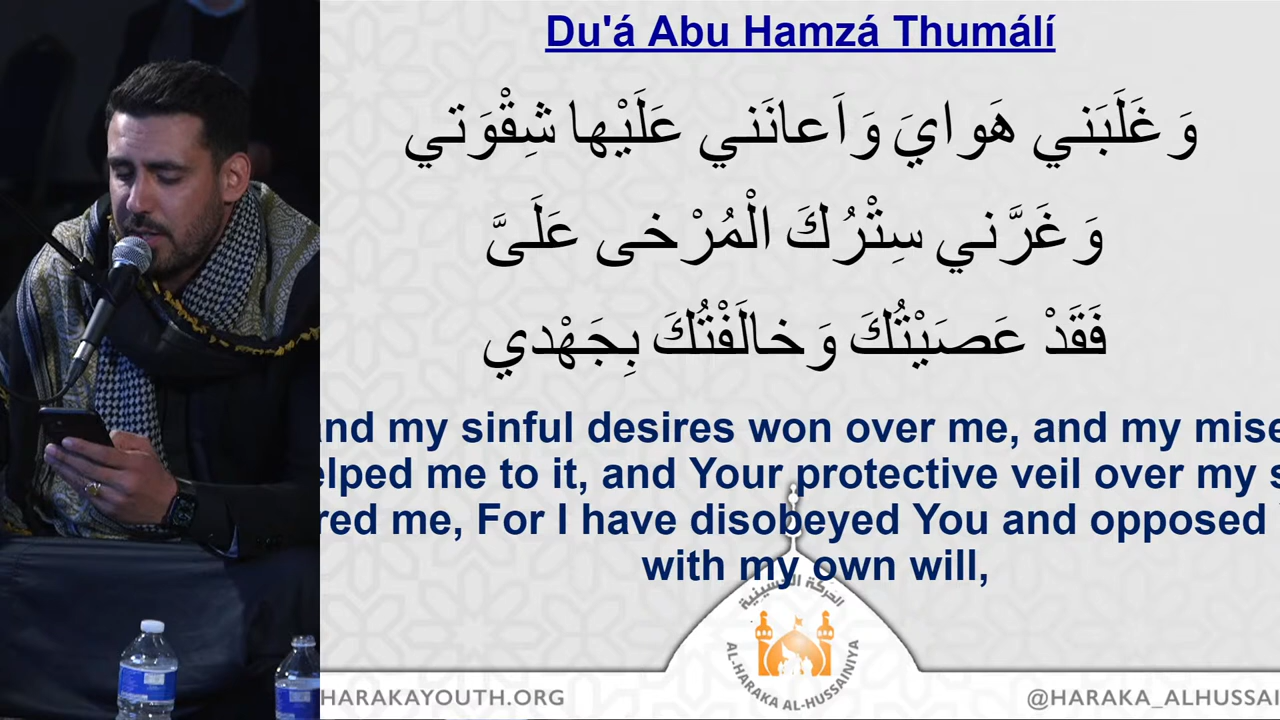 Du'á Abu Hamzá Thumálí
وَ غَلَبَني هَوايَ وَاَعانَني عَلَيْها شِقْوَتي
وَ غَرَّني سِتْرُكَ الْمُرْخى عَلَىَّ
فَقَدْ عَصَيْتُكَ وَخالَفْتُكَ بِجَهْدي
and my sinful desires won over me, and my mise
elped me to it, and Your protective veil over my s
red me, For I have disobeyed You and opposed
with my own will,
الحركة الحسينية
AL-HARAKA AL-HUSSAINIYA
HARAKAYOUTH.ORG
@HARAKA_ALHUSSAI